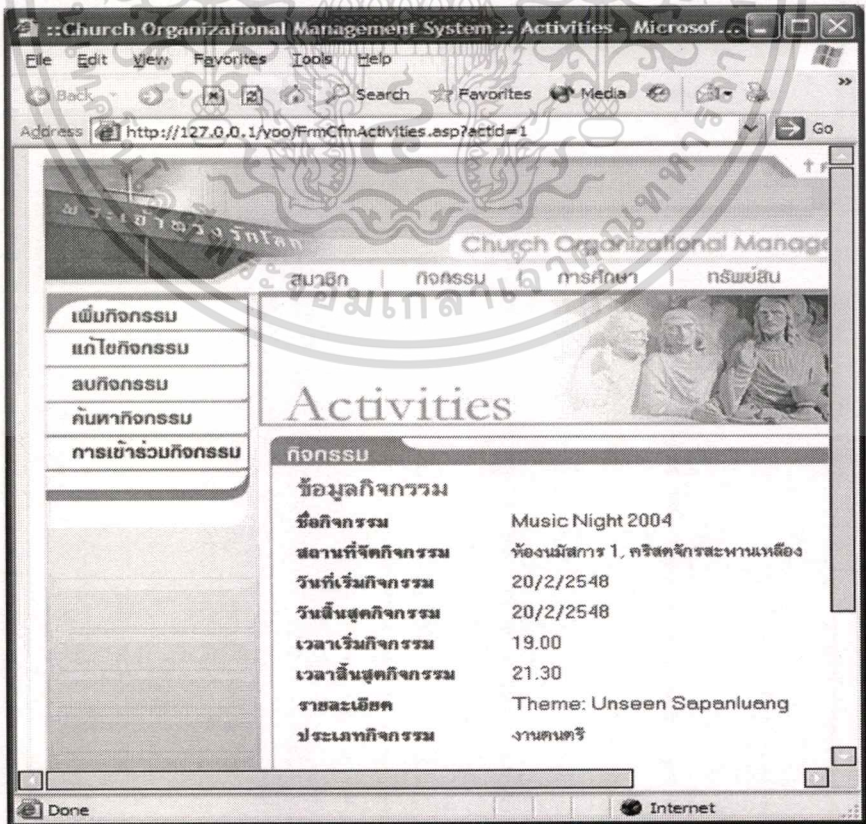 ::Church Organizational Management System :: Activities - Microsof...
File Edit View Favorites Tools Help
Back Search Favorites Media
Address http://127.0.0.1/yoo/FrmCfmActivities.asp?actid=1 Go
พระเจ้าทรงรักโลก
Church Organizational Manage
สมาชิก | กิจกรรม | การศึกษา | ทรัพย์สิน
เพิ่มกิจกรรม
แก้ไขกิจกรรม
ลบกิจกรรม
ค้นหากิจกรรม
การเข้าร่วมกิจกรรม
Activities
กิจกรรม
ข้อมูลกิจกรรม
ชื่อกิจกรรม Music Night 2004
สถานที่จัดกิจกรรม ห้องนมัสการ 1, คริสตจักรสะพานเหลือง
วันที่เริ่มกิจกรรม 20/2/2548
วันสิ้นสุดกิจกรรม 20/2/2548
เวลาเริ่มกิจกรรม 19.00
เวลาสิ้นสุดกิจกรรม 21.30
รายละเอียด Theme: Unseen Sapanluang
ประเภทกิจกรรม งานดนตรี
Done Internet